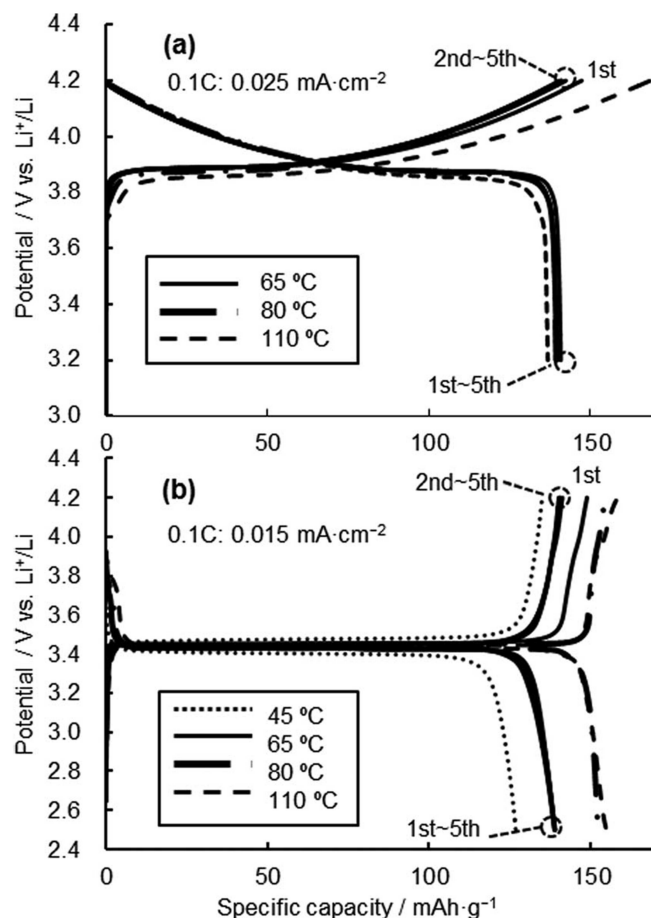 4.4
(a)
2nd~5th
1st
4.2
0.1C: 0.025 mA·cm⁻²
4.0
3.8
Potential / V vs. Li⁺/Li
3.6
65 ºC
80 ºC
3.4
110 ºC
3.2
1st~5th
3.0
0 50 100 150
4.4
(b)
2nd~5th
1st
4.2
0.1C: 0.015 mA·cm⁻²
4.0
3.8
3.6
Potential / V vs. Li⁺/Li
3.4
3.2
45 ºC
3.0
65 ºC
2.8
80 ºC
2.6
110 ºC
1st~5th
2.4
0 50 100 150
Specific capacity / mAh·g⁻¹